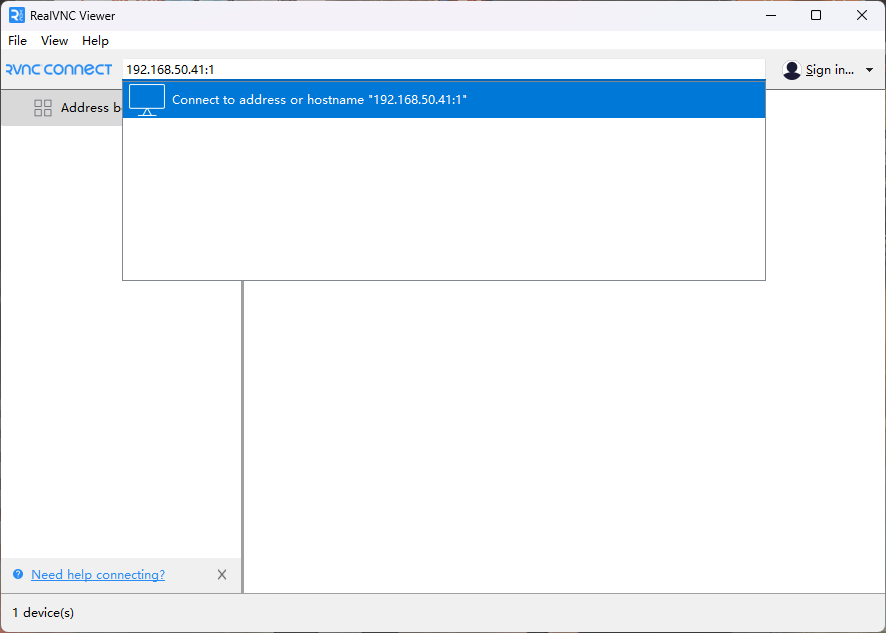 RealVNC Viewer
File View Help
RVNC CONNECT 192.168.50.41:1 Sign in...
Connect to address or hostname "192.168.50.41:1"
Address b
Need help connecting?
1 device(s)